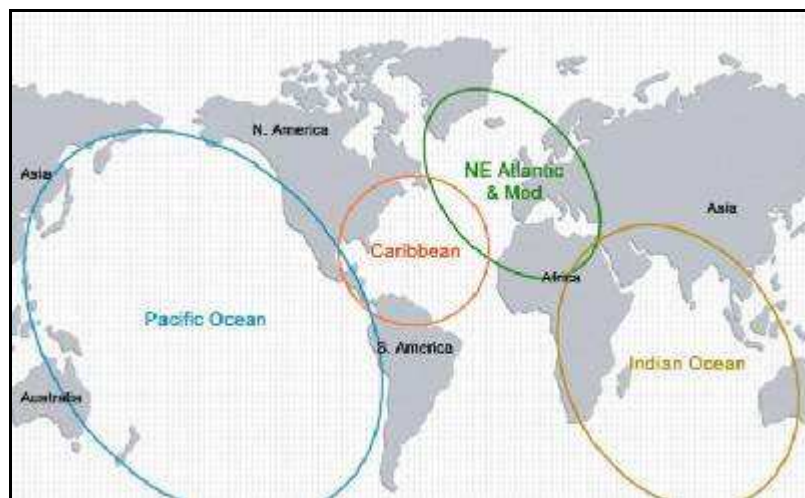 N. America
Asia
NE Atlantic
& Med
Asia
Caribbean
Africa
Pacific Ocean
S. America
Indian Ocean
Australia